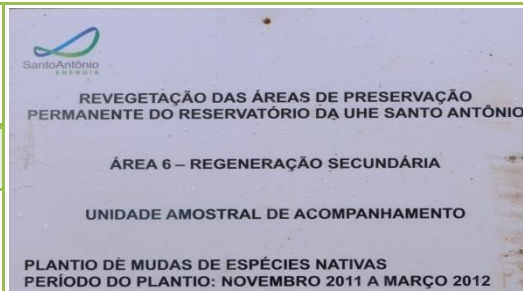 SantoAntônio
ENERGIA
REVEGETAÇÃO DAS ÁREAS DE PRESERVAÇÃO
PERMANENTE DO RESERVATÓRIO DA UHE SANTO ANTÔNIO
ÁREA 6 – REGENERAÇÃO SECUNDÁRIA
UNIDADE AMOSTRAL DE ACOMPANHAMENTO
PLANTIO DE MUDAS DE ESPÉCIES NATIVAS
PERÍODO DO PLANTIO: NOVEMBRO 2011 A MARÇO 2012